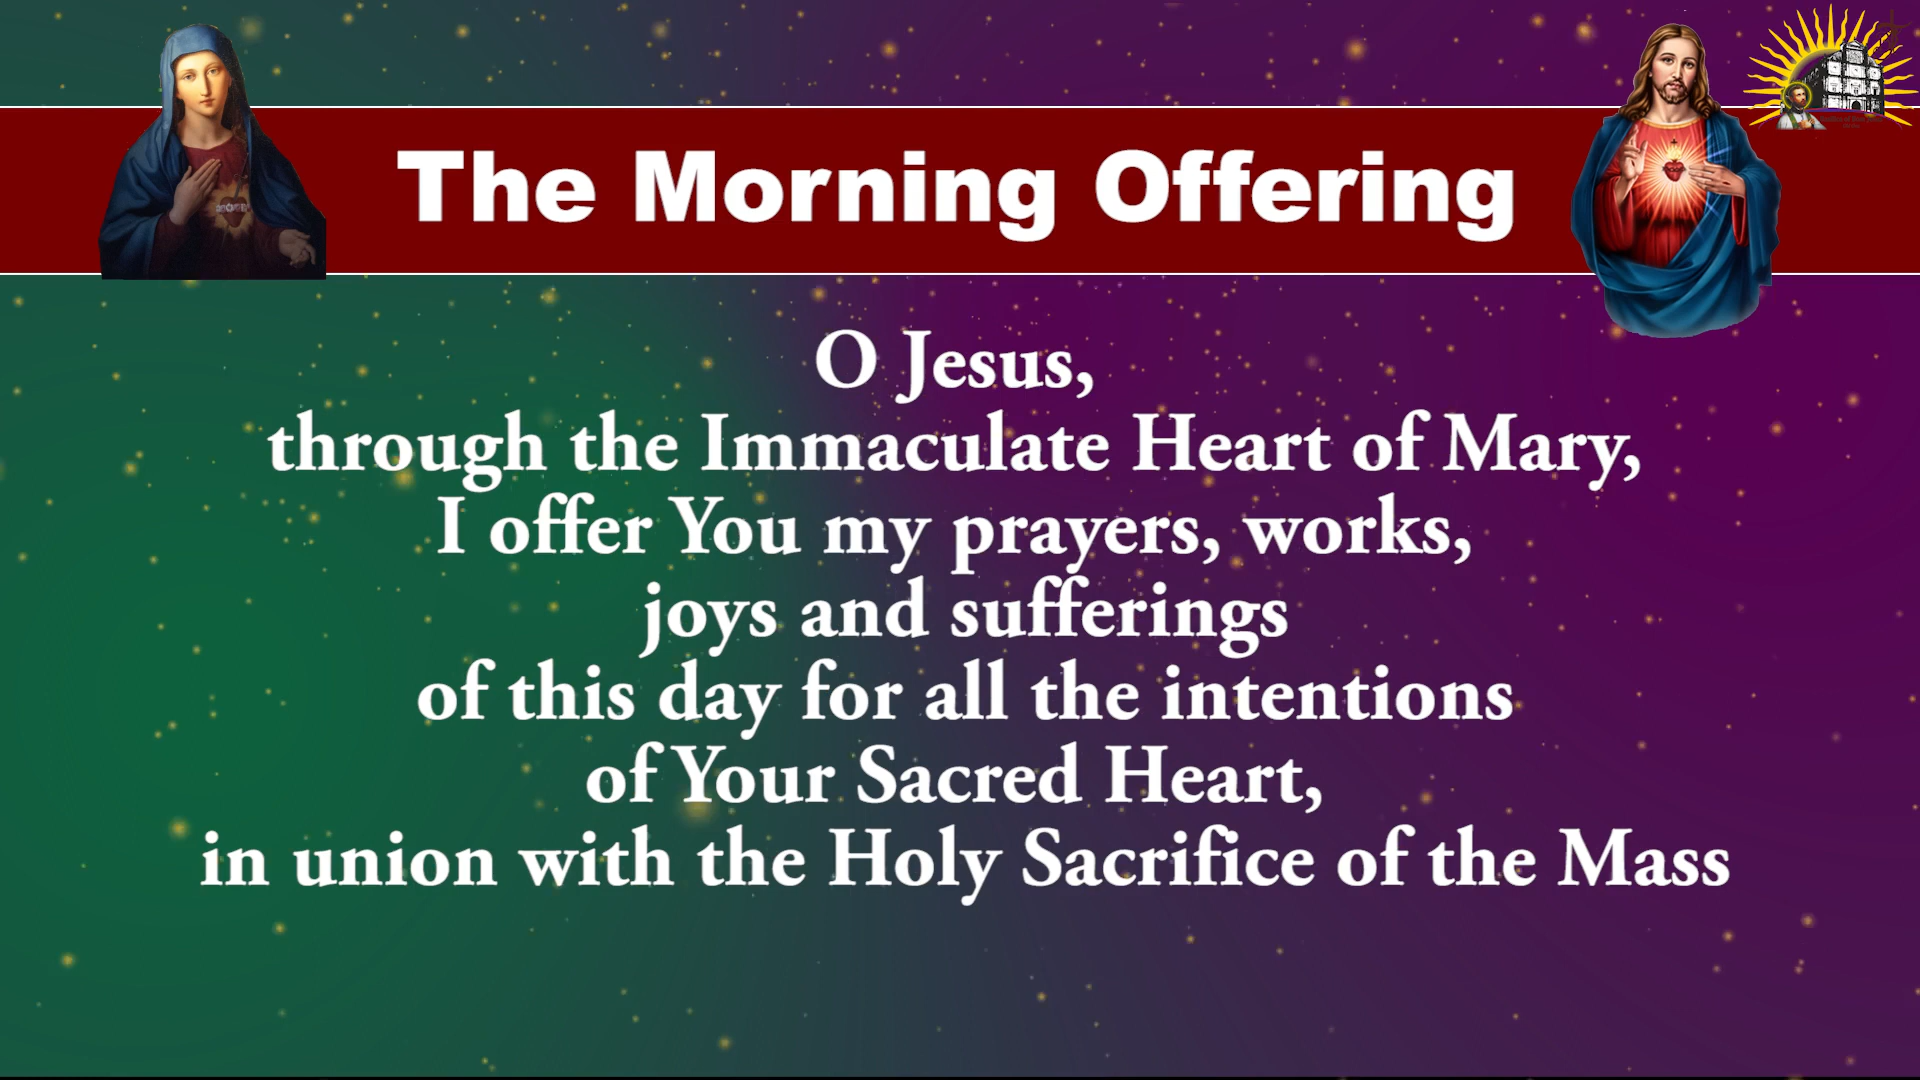 The Morning Offering
O Jesus,
through the Immaculate Heart of Mary,
I offer You my prayers, works,
joys and sufferings
of this day for all the intentions
of Your Sacred Heart,
in union with the Holy Sacrifice of the Mass